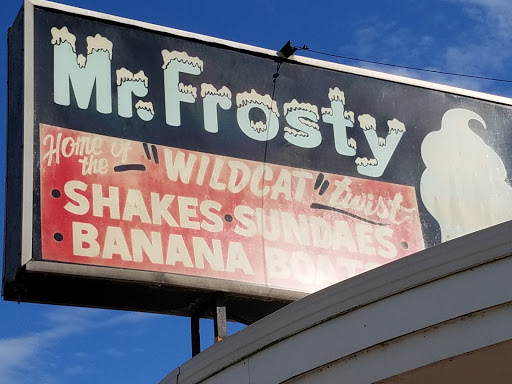 Mr. Frosty
Home of the "WILDCAT" twist
• SHAKES • SUNDAES •
• BANANA BOATS